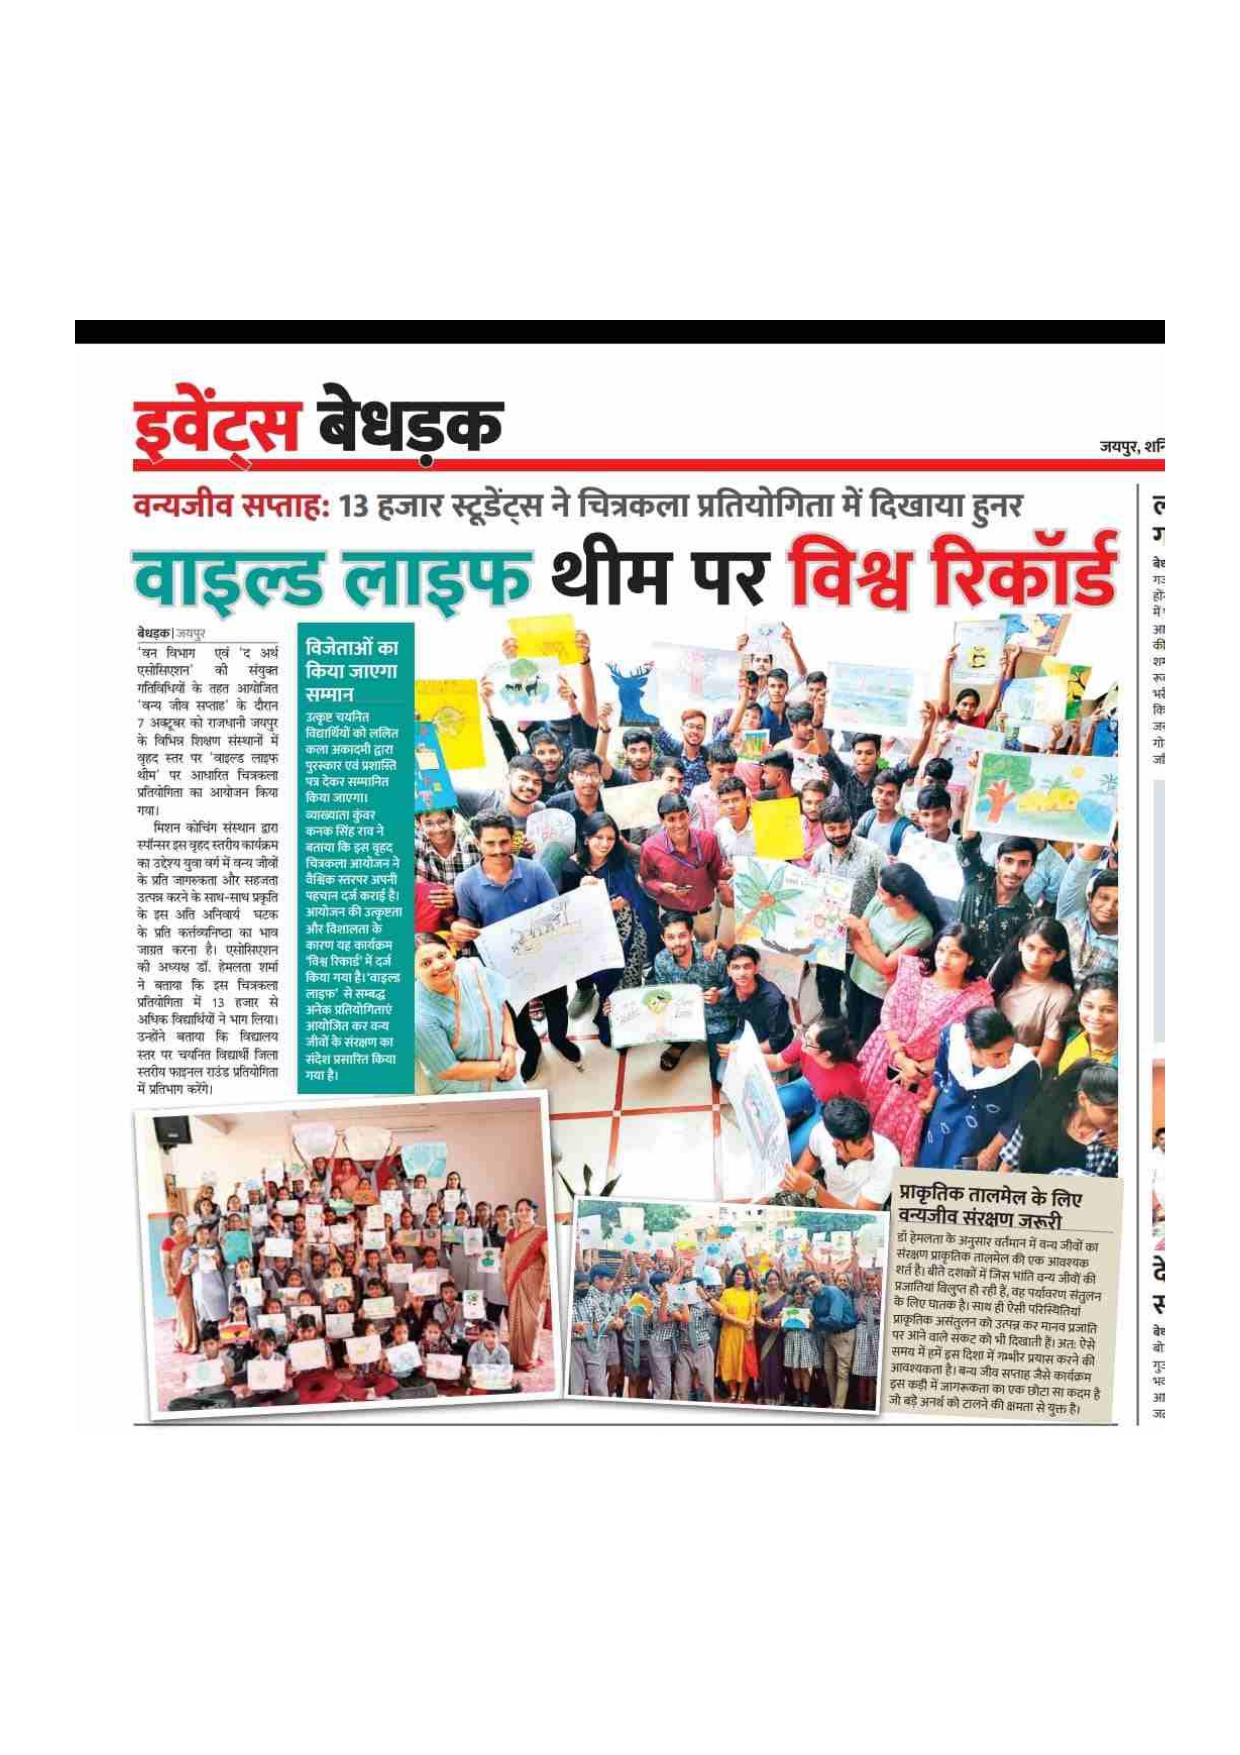 इवेंट्स बेधड़क
जयपुर, शनि
वन्यजीव सप्ताह: 13 हजार स्टूडेंट्स ने चित्रकला प्रतियोगिता में दिखाया हुनर
वाइल्ड लाइफ थीम पर विश्व रिकॉर्ड
बेधड़क|जयपुर
'वन विभाग एवं 'द अर्थ
एसोसिएशन' की संयुक्त
गतिविधियों के तहत आयोजित
'वन्य जीव सप्ताह' के दौरान
7 अक्टूबर को राजधानी जयपुर
के विभिन्न शिक्षण संस्थानों में
वृहद स्तर पर 'वाइल्ड लाइफ
थीम' पर आधारित चित्रकला
प्रतियोगिता का आयोजन किया
गया।
मिशन कोचिंग संस्थान द्वारा
स्पॉन्सर इस वृहद स्तरीय कार्यक्रम
का उद्देश्य युवा वर्ग में वन्य जीवों
के प्रति जागरूकता और सहजता
उत्पन्न करने के साथ-साथ प्रकृति
के इस अति अनिवार्य घटक
के प्रति कर्त्तव्यनिष्ठा का भाव
जाग्रत करना है। एसोसिएशन
की अध्यक्ष डॉ. हेमलता शर्मा
ने बताया कि इस चित्रकला
प्रतियोगिता में 13 हजार से
अधिक विद्यार्थियों ने भाग लिया।
उन्होंने बताया कि विद्यालय
स्तर पर चयनित विद्यार्थी जिला
स्तरीय फाइनल राउंड प्रतियोगिता
में प्रतिभाग करेंगे।
विजेताओं का
किया जाएगा
सम्मान
उत्कृष्ट चयनित
विद्यार्थियों को ललित
कला अकादमी द्वारा
पुरस्कार एवं प्रशास्ति
पत्र देकर सम्मानित
किया जाएगा।
व्याख्याता कुंवर
कनक सिंह राव ने
बताया कि इस वृहद
चित्रकला आयोजन ने
वैश्विक स्तरपर अपनी
पहचान दर्ज कराई है।
आयोजन की उत्कृष्टता
और विशालता के
कारण यह कार्यक्रम
'विश्व रिकार्ड' में दर्ज
किया गया है। 'वाइल्ड
लाइफ' से सम्बद्ध
अनेक प्रतियोगिताएं
आयोजित कर वन्य
जीवों के संरक्षण का
संदेश प्रसारित किया
गया है।
प्राकृतिक तालमेल के लिए
वन्यजीव संरक्षण जरूरी
डॉ हेमलता के अनुसार वर्तमान में वन्य जीवों का
संरक्षण प्राकृतिक तालमेल की एक आवश्यक
शर्त है। बीते दशकों में जिस भांति वन्य जीवों की
प्रजातियां विलुप्त हो रही हैं, वह पर्यावरण संतुलन
के लिए घातक है। साथ ही ऐसी परिस्थितियां
प्राकृतिक असंतुलन को उत्पन्न कर मानव प्रजाति
पर आने वाले संकट को भी दिखाती हैं। अतः ऐसे
समय में हमें इस दिशा में गम्भीर प्रयास करने की
आवश्यकता है। वन्य जीव सप्ताह जैसे कार्यक्रम
इस कड़ी में जागरूकता का एक छोटा सा कदम है
जो बड़े अनर्थ को टालने की क्षमता से युक्त है।